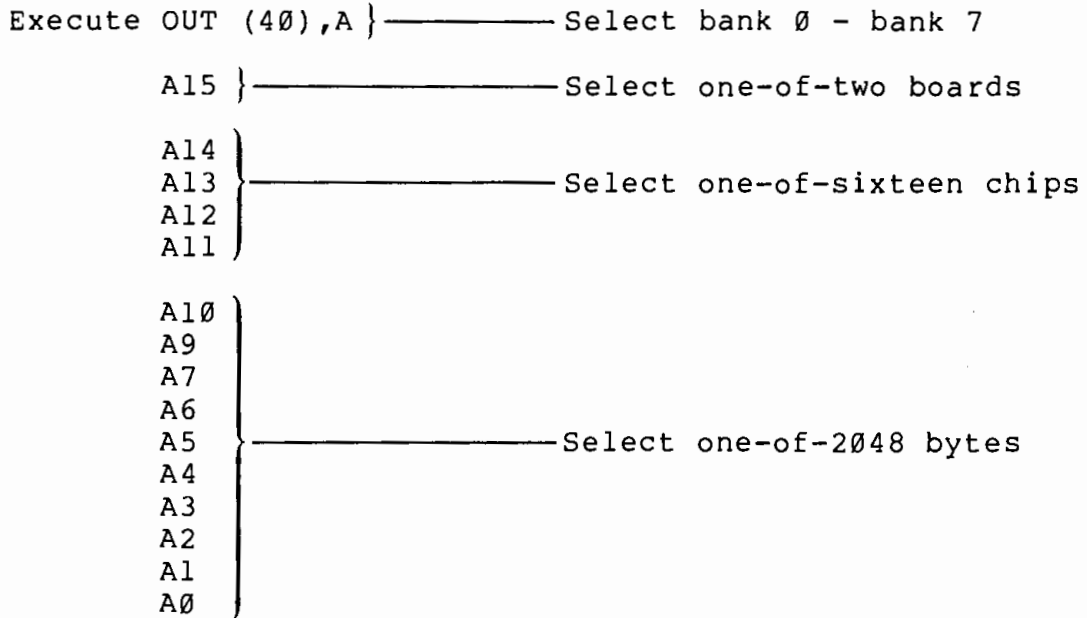 Execute OUT (4Ø),A } Select bank Ø - bank 7
A15 } Select one-of-two boards
A14
A13 Select one-of-sixteen chips
A12
A11
A1Ø
A9
A7
A6
A5 Select one-of-2Ø48 bytes
A4
A3
A2
A1
AØ